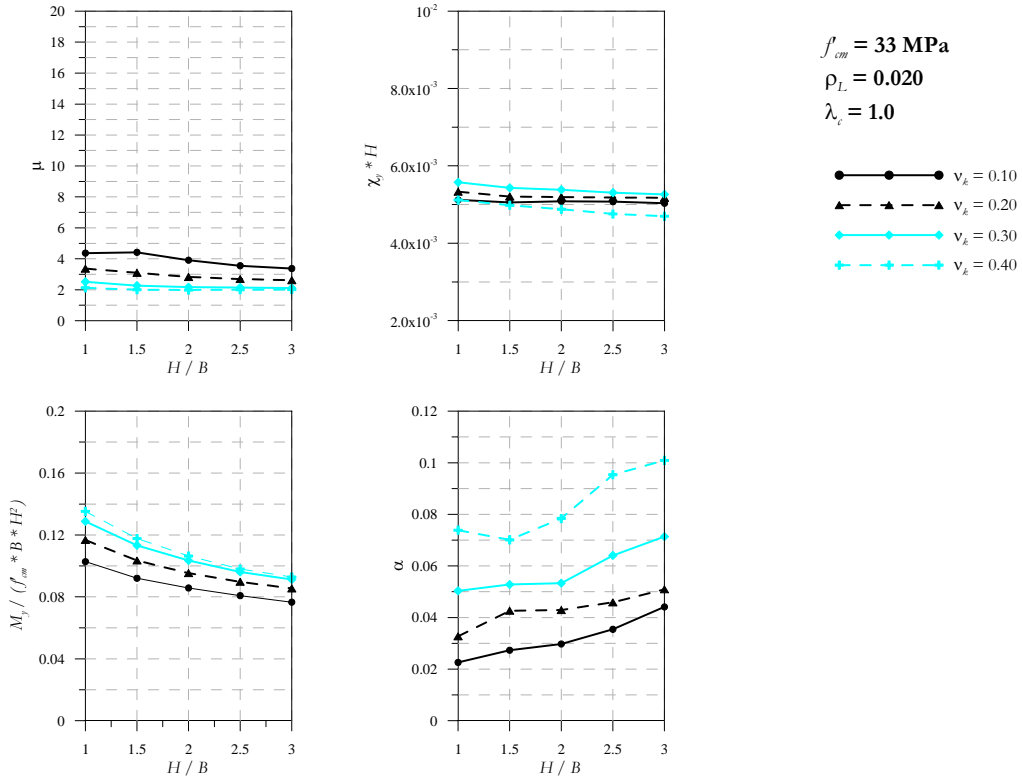 20
18
16
14
12
10
8
6
4
2
0
μ
1 1.5 2 2.5 3
H / B
10⁻²
8.0x10⁻³
6.0x10⁻³
4.0x10⁻³
2.0x10⁻³
χy * H
1 1.5 2 2.5 3
H / B
f'cm = 33 MPa
ρL = 0.020
λc = 1.0
νk = 0.10
νk = 0.20
νk = 0.30
νk = 0.40
0.2
0.16
0.12
0.08
0.04
0
My / (f'cm * B * H²)
1 1.5 2 2.5 3
H / B
0.12
0.1
0.08
0.06
0.04
0.02
0
α
1 1.5 2 2.5 3
H / B